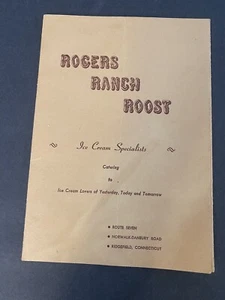 ROGERS
RANCH
ROOST
Ice Cream Specialists
Catering
to
Ice Cream Lovers of Yesterday, Today and Tomorrow
ROUTE SEVEN
NORWALK-DANBURY ROAD
RIDGEFIELD, CONNECTICUT